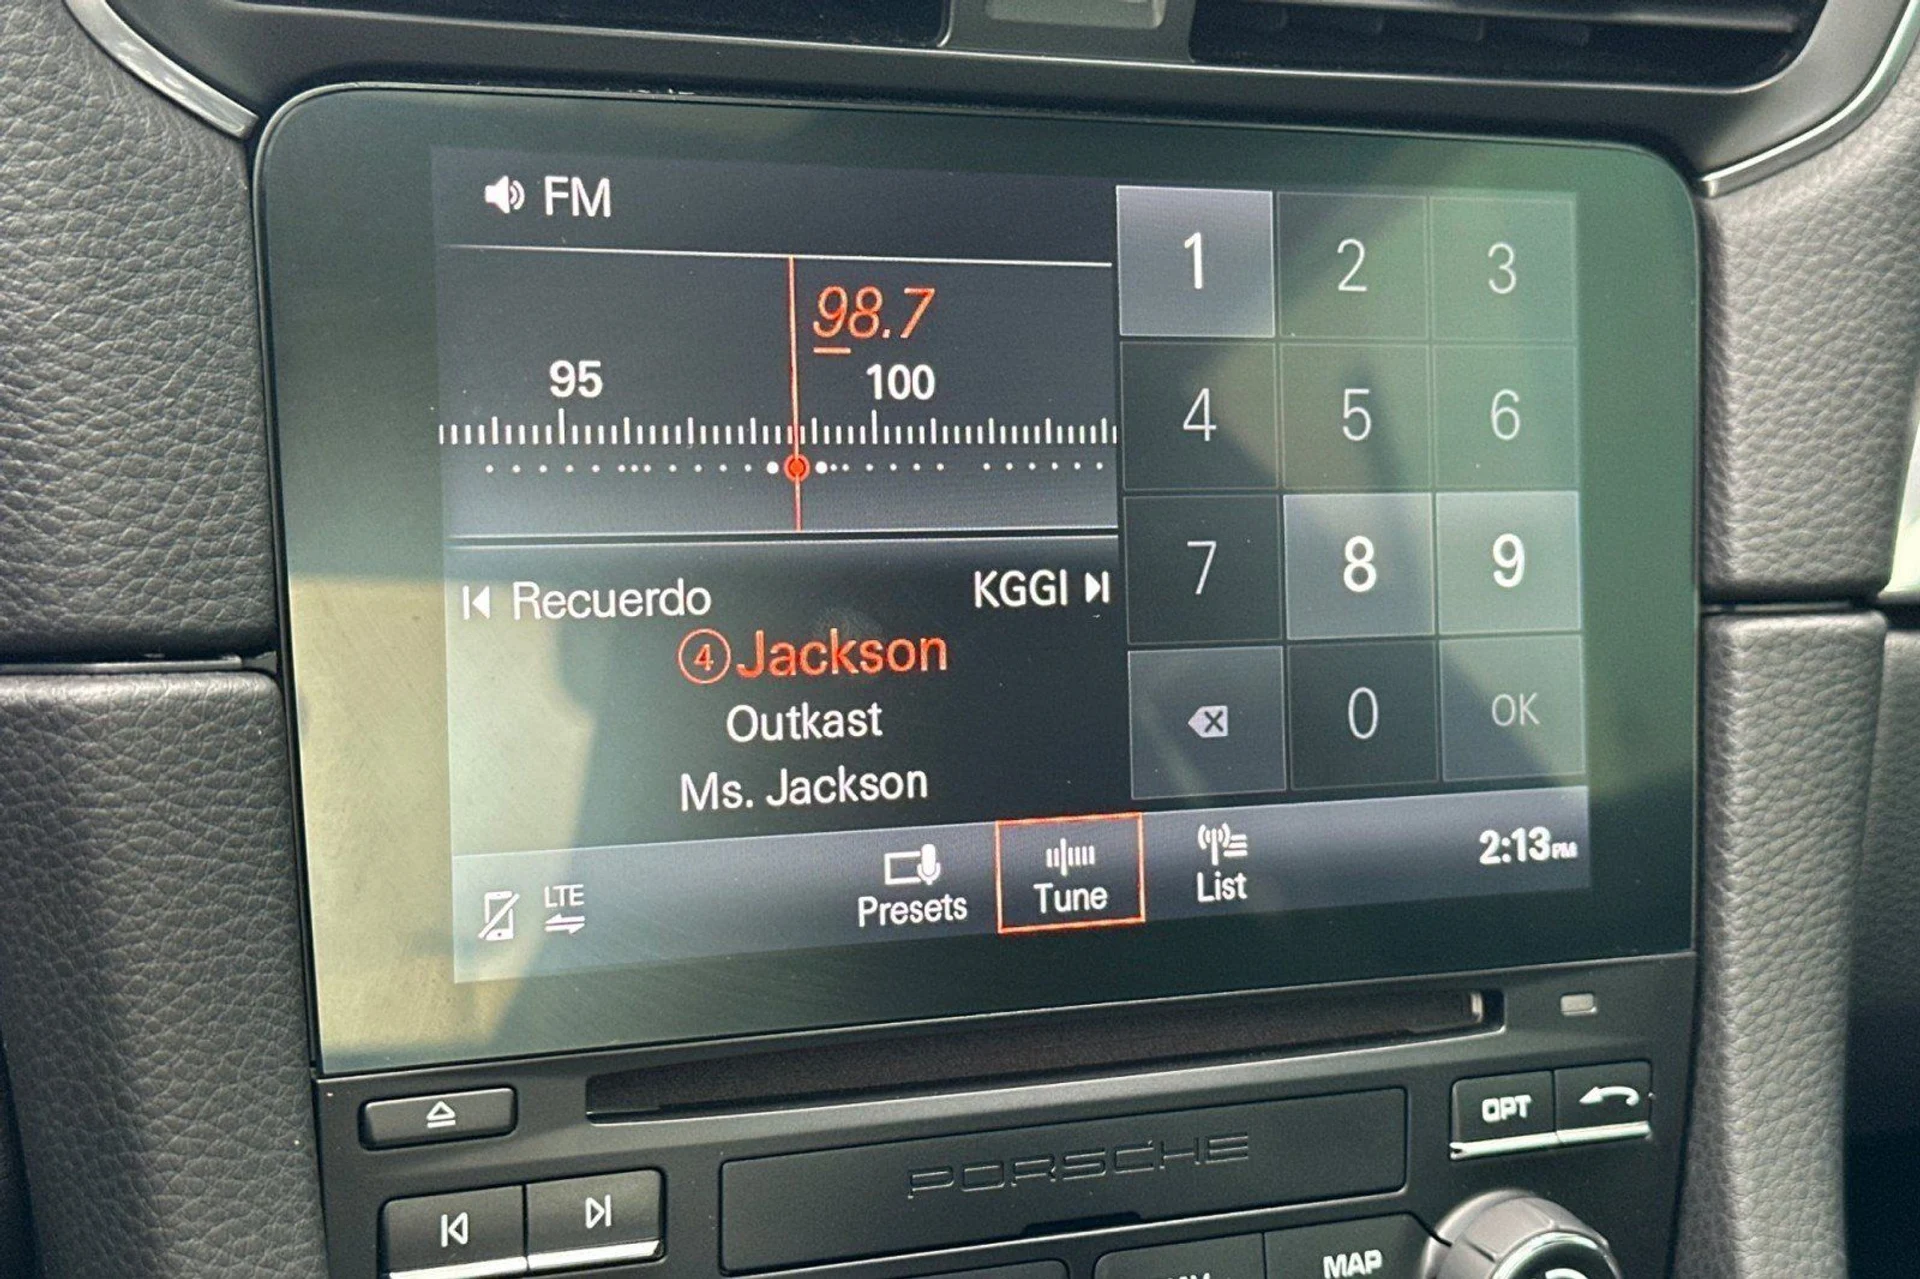 FM
98.7
95 100
Recuerdo KGGI
4 Jackson
Outkast
Ms. Jackson
1 2 3
4 5 6
7 8 9
0 OK
LTE
Presets
Tune
List
2:13PM
OPT
PORSCHE
MAP